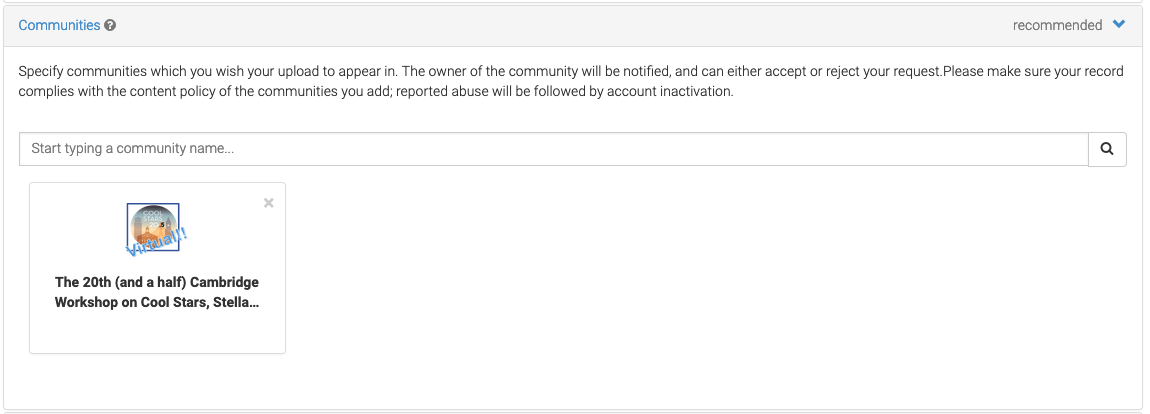 Communities
recommended
Specify communities which you wish your upload to appear in. The owner of the community will be notified, and can either accept or reject your request.Please make sure your record
complies with the content policy of the communities you add; reported abuse will be followed by account inactivation.
Start typing a community name...
COOL
STARS
Virtual!!
The 20th (and a half) Cambridge
Workshop on Cool Stars, Stella...